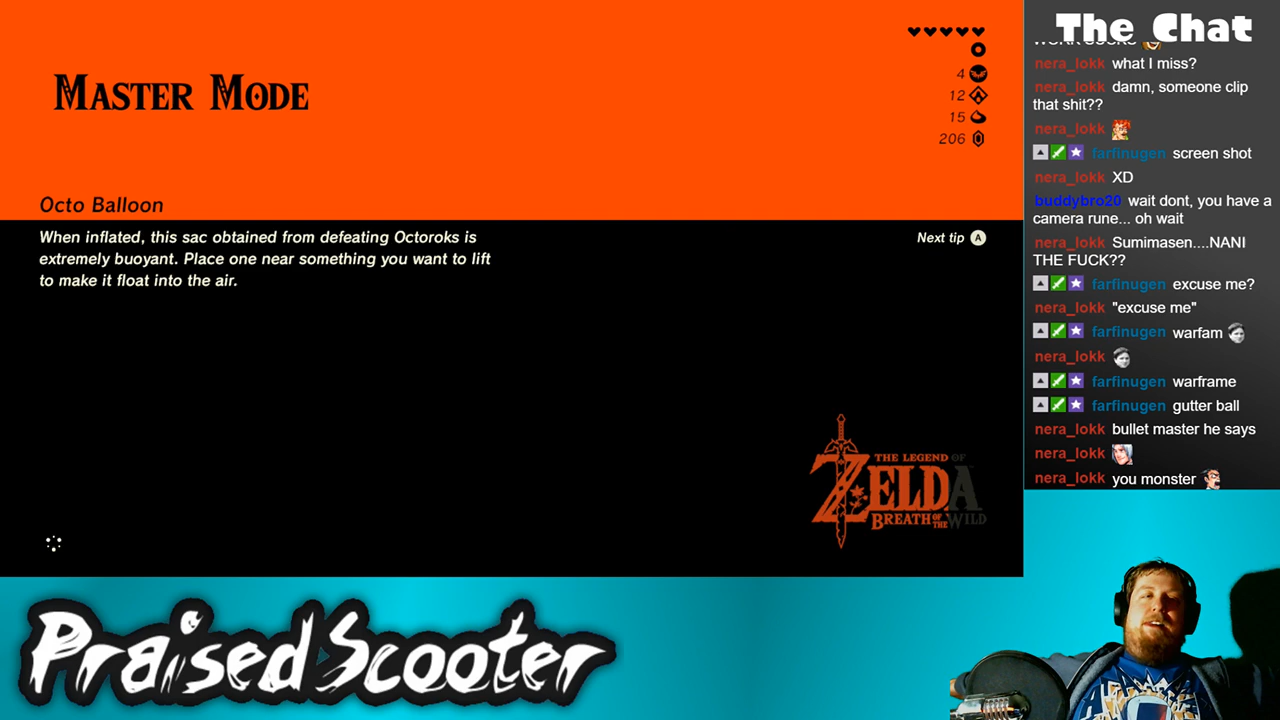 MASTER MODE
4
12
15
206
Octo Balloon
When inflated, this sac obtained from defeating Octoroks is
extremely buoyant. Place one near something you want to lift
to make it float into the air.
Next tip A
THE LEGEND OF
ZELDA
BREATH OF THE WILD
PraisedScooter
The Chat
nera_lokk what I miss?
nera_lokk damn, someone clip
that shit??
nera_lokk
farfinugen screen shot
nera_lokk XD
buddybro20 wait dont, you have a
camera rune... oh wait
nera_lokk Sumimasen....NANI
THE FUCK??
farfinugen excuse me?
nera_lokk "excuse me"
farfinugen warfam
nera_lokk
farfinugen warframe
farfinugen gutter ball
nera_lokk bullet master he says
nera_lokk
nera_lokk you monster